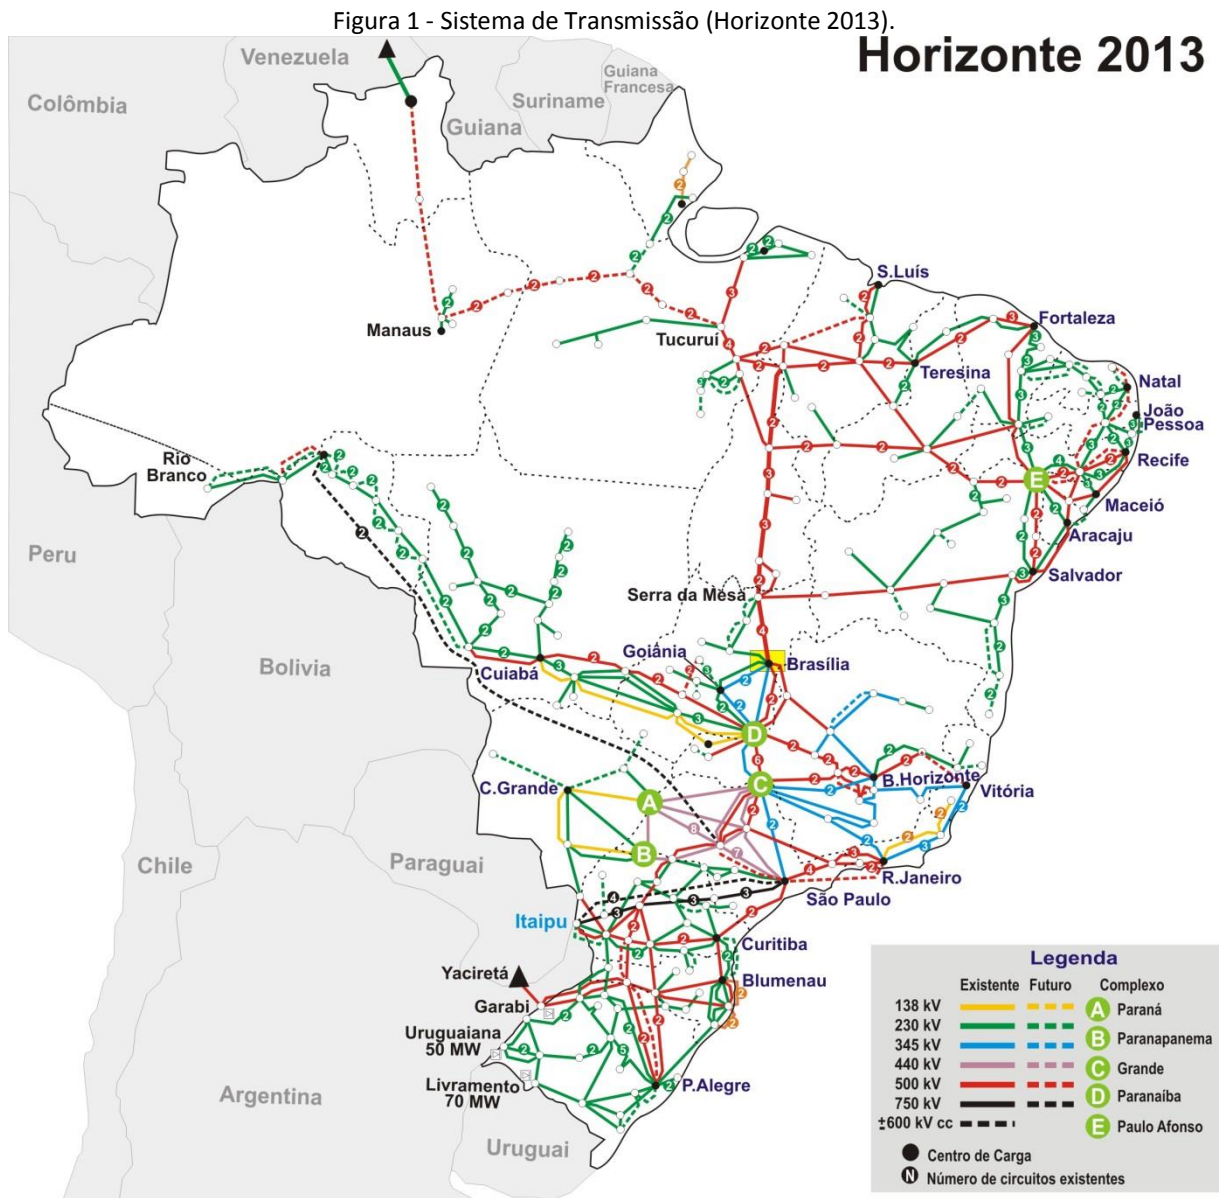 Figura 1 - Sistema de Transmissão (Horizonte 2013).
Horizonte 2013
Venezuela
Guiana
Francesa
Suriname
Colômbia
Guiana
S.Luís
Manaus
Tucuruí
Fortaleza
Teresina
Natal
João
Pessoa
Rio
Branco
Recife
E
Maceió
Aracaju
Peru
Salvador
Serra da Mesa
Bolivia
Goiânia
Brasília
Cuiabá
D
B.Horizonte
C
Vitória
C.Grande
A
B
Chile
Paraguai
R.Janeiro
São Paulo
Itaipu
Curitiba
Yaciretá
Blumenau
Garabi
Uruguaiana
50 MW
Livramento
70 MW
P.Alegre
Argentina
Uruguai
Legenda
Existente Futuro Complexo
138 kV A Paraná
230 kV
345 kV B Paranapanema
440 kV C Grande
500 kV D Paranaíba
750 kV
±600 kV cc E Paulo Afonso
Centro de Carga
N Número de circuitos existentes